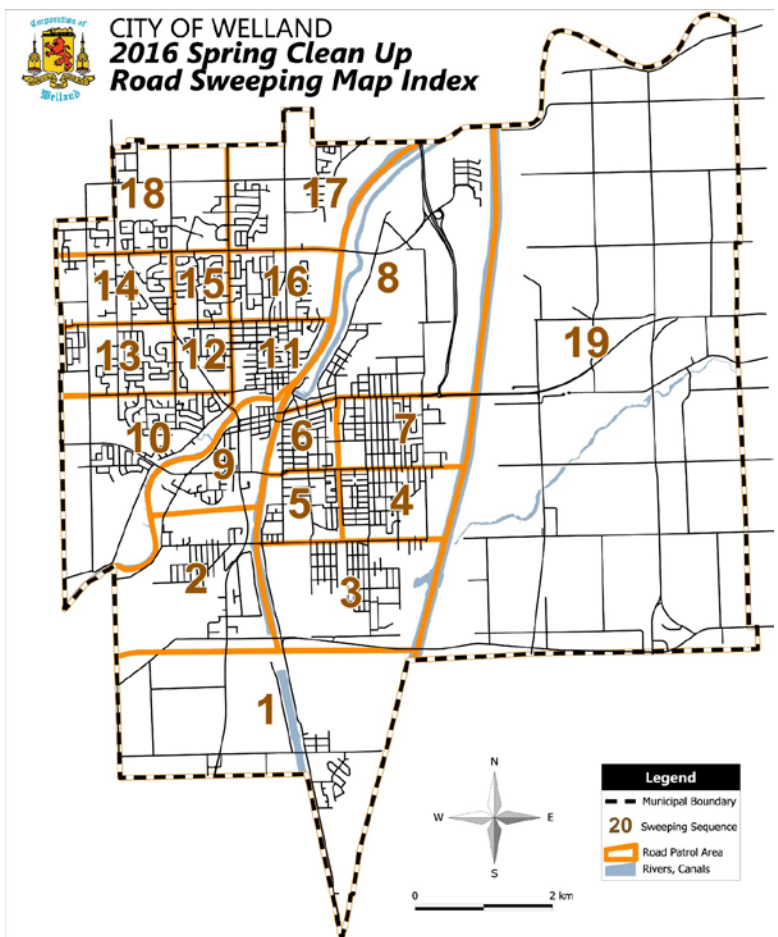 Corporation of
Welland
CITY OF WELLAND
2016 Spring Clean Up
Road Sweeping Map Index
18
17
14
15
16
8
13
12
11
19
10
9
6
7
5
4
2
3
1
N
W
E
S
0
2 km
Legend
Municipal Boundary
20 Sweeping Sequence
Road Patrol Area
Rivers, Canals